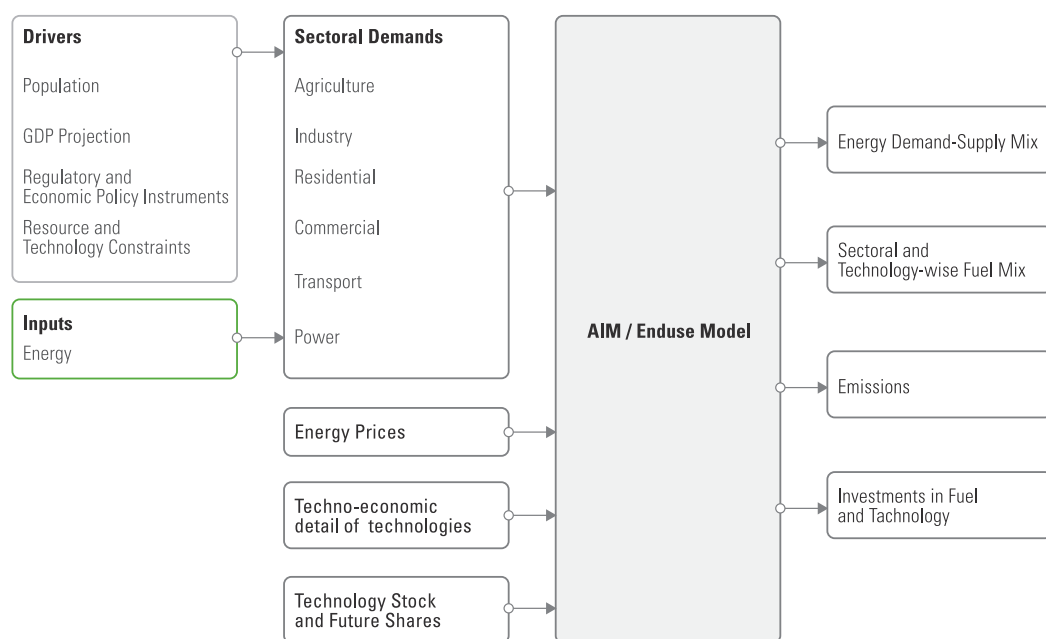 Drivers
Population
GDP Projection
Regulatory and
Economic Policy Instruments
Resource and
Technology Constraints
Inputs
Energy
Sectoral Demands
Agriculture
Industry
Residential
Commercial
Transport
Power
Energy Prices
Techno-economic
detail of technologies
Technology Stock
and Future Shares
AIM / Enduse Model
Energy Demand-Supply Mix
Sectoral and
Technology-wise Fuel Mix
Emissions
Investments in Fuel
and Tachnology